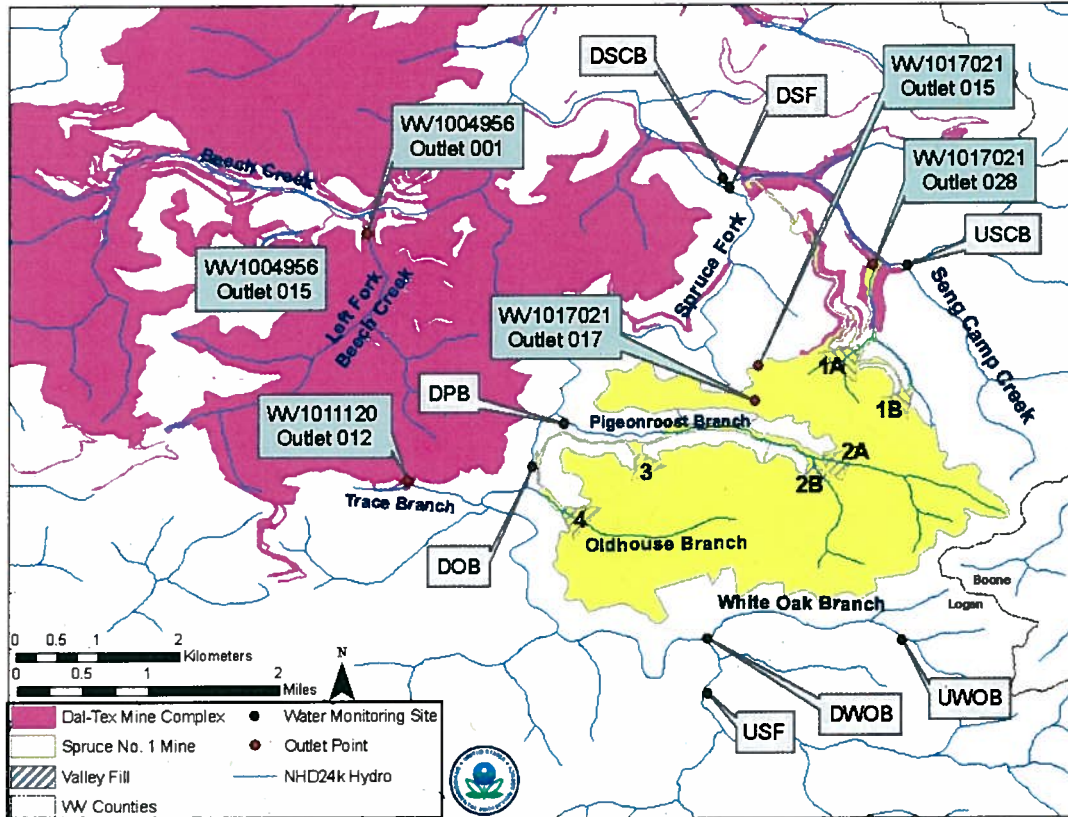 DSCB
DSF
WV1017021
Outlet 015
WV1004956
Outlet 001
WV1017021
Outlet 028
Beech Creek
USCB
WV1004956
Outlet 015
Spruce Fork
Seng Camp Creek
Left Fork
Beech Creek
WV1017021
Outlet 017
1A
1B
DPB
Pigeonroost Branch
WV1011120
Outlet 012
2A
3
2B
Trace Branch
4
Oldhouse Branch
DOB
Boone
Logan
White Oak Branch
0 0.5 1 2
Kilometers
N
0 0.5 1 2
Miles
DWOB
UWOB
USF
Dal-Tex Mine Complex
Water Monitoring Site
Spruce No. 1 Mine
Outlet Point
Valley Fill
NHD24k Hydro
WV Counties